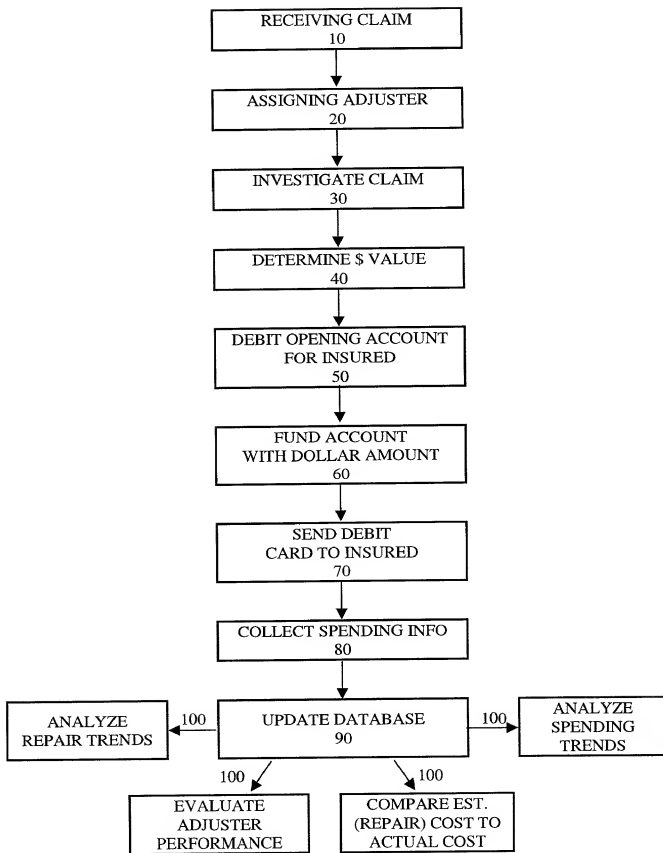 RECEIVING CLAIM
10
ASSIGNING ADJUSTER
20
INVESTIGATE CLAIM
30
DETERMINE $ VALUE
40
DEBIT OPENING ACCOUNT
FOR INSURED
50
FUND ACCOUNT
WITH DOLLAR AMOUNT
60
SEND DEBIT
CARD TO INSURED
70
COLLECT SPENDING INFO
80
ANALYZE
REPAIR TRENDS
100
UPDATE DATABASE
90
100
ANALYZE
SPENDING
TRENDS
100
100
EVALUATE
ADJUSTER
PERFORMANCE
COMPARE EST.
(REPAIR) COST TO
ACTUAL COST